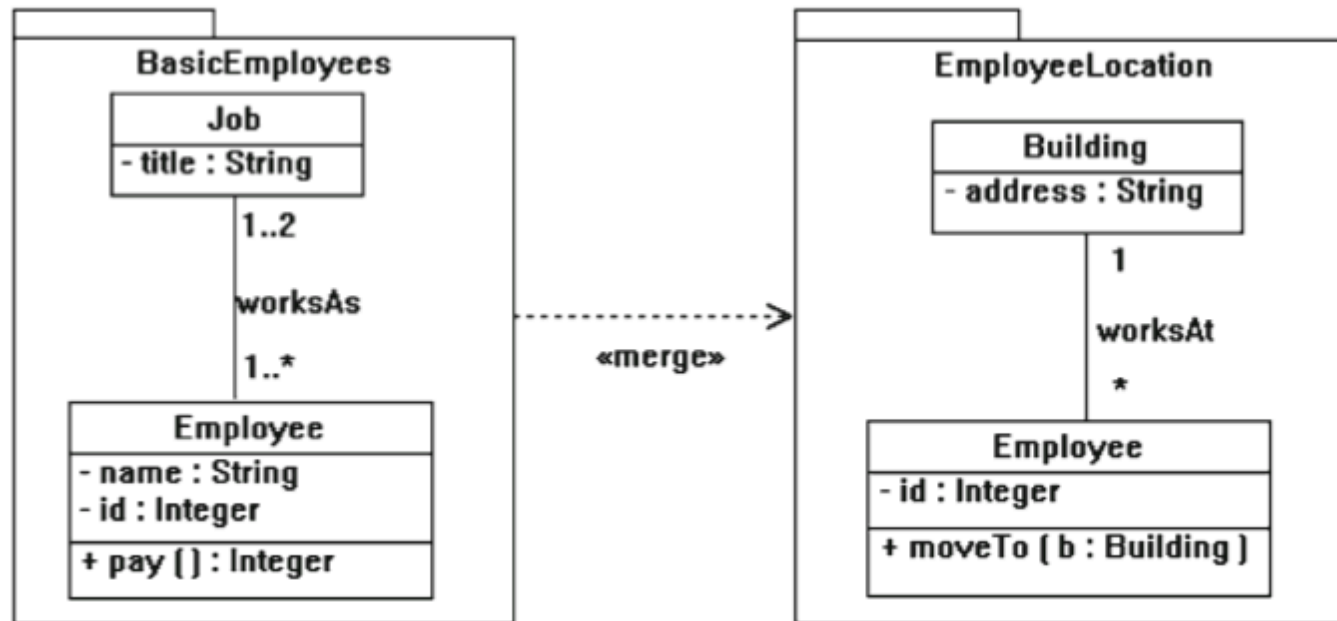 BasicEmployees
Job
- title : String
1..2
worksAs
1..*
Employee
- name : String
- id : Integer
+ pay ( ) : Integer
«merge»
EmployeeLocation
Building
- address : String
1
worksAt
*
Employee
- id : Integer
+ moveTo ( b : Building )